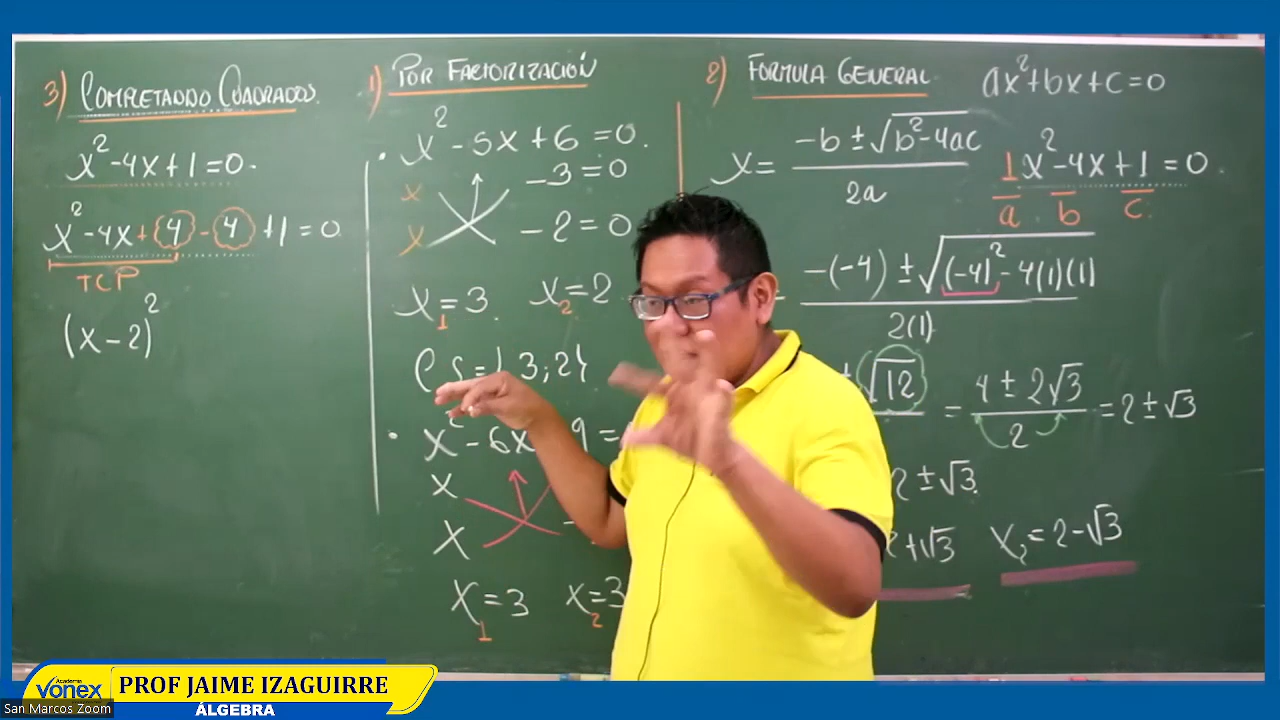 3) COMPLETANDO CUADRADOS.
x² - 4x + 1 = 0.
x² - 4x + 4 - 4 + 1 = 0.
TCP
(x - 2)²
1) POR FACTORIZACIÓN
• x² - 5x + 6 = 0.
x - 3 = 0
x - 2 = 0
x₁ = 3. x₂ = 2
C.S = { 3 ; 2 }
• x² - 6x 9 =
x
x
x₁ = 3 x₂ = 3
2) FORMULA GENERAL. ax² + bx + c = 0
x = -b ± √b² - 4ac
2a
1x² - 4x + 1 = 0.
a b c.
-(-4) ± √(-4)² - 4(1)(1)
2(1)
± √12 = 4 ± 2√3 = 2 ± √3
2
2 ± √3.
2 + √3 x₂ = 2 - √3
Academia
VONEX
PROF JAIME IZAGUIRRE
ÁLGEBRA
San Marcos Zoom